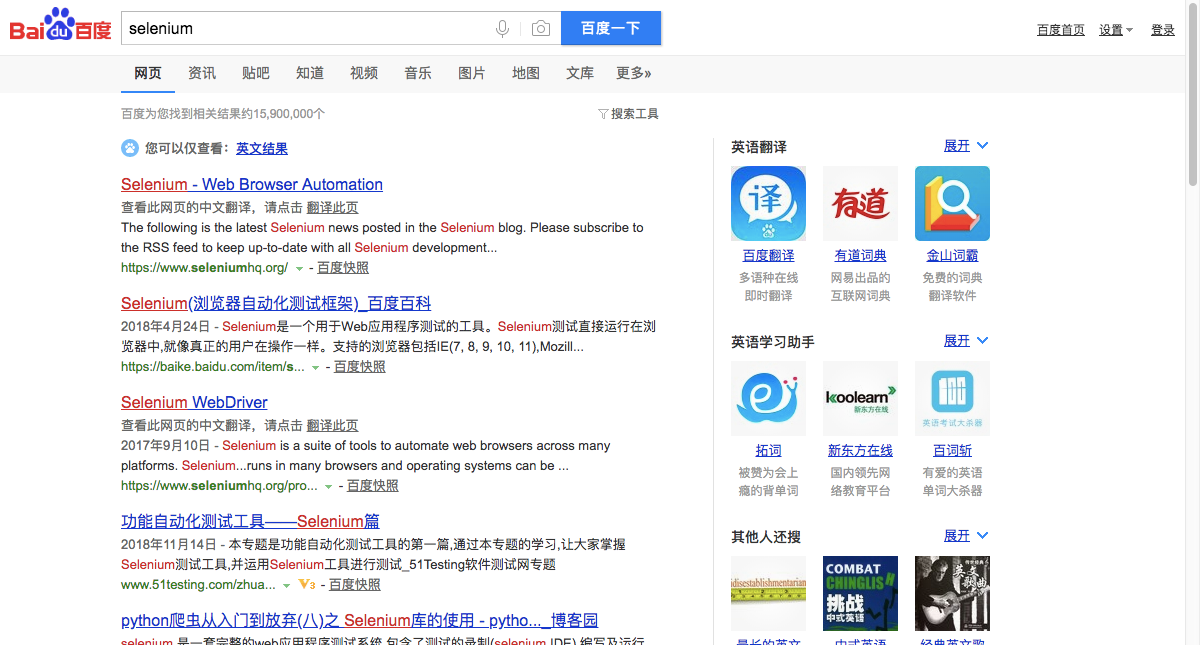 Bai du 百度
selenium
百度一下
百度首页 设置 登录
网页 资讯 贴吧 知道 视频 音乐 图片 地图 文库 更多»
百度为您找到相关结果约15,900,000个
搜索工具
您可以仅查看：英文结果
Selenium - Web Browser Automation
查看此网页的中文翻译，请点击 翻译此页
The following is the latest Selenium news posted in the Selenium blog. Please subscribe to
the RSS feed to keep up-to-date with all Selenium development...
https://www.seleniumhq.org/ - 百度快照
Selenium(浏览器自动化测试框架)_百度百科
2018年4月24日 - Selenium是一个用于Web应用程序测试的工具。Selenium测试直接运行在浏
览器中,就像真正的用户在操作一样。支持的浏览器包括IE(7, 8, 9, 10, 11),Mozill...
https://baike.baidu.com/item/s... - 百度快照
Selenium WebDriver
查看此网页的中文翻译，请点击 翻译此页
2017年9月10日 - Selenium is a suite of tools to automate web browsers across many
platforms. Selenium...runs in many browsers and operating systems can be ...
https://www.seleniumhq.org/pro... - 百度快照
功能自动化测试工具——Selenium篇
2018年11月14日 - 本专题是功能自动化测试工具的第一篇,通过本专题的学习,让大家掌握
Selenium测试工具,并运用Selenium工具进行测试_51Testing软件测试网专题
www.51testing.com/zhua... V3 - 百度快照
python爬虫从入门到放弃(八)之 Selenium库的使用 - pytho..._博客园
selenium 是一套完整的web应用程序测试系统,包含了测试的录制(selenium IDE),编写及运行
英语翻译 展开
译
有道
百度翻译 有道词典 金山词霸
多语种在线 网易出品的 免费的词典
即时翻译 互联网词典 翻译软件
英语学习助手 展开
koolearn
新东方在线
英语考试大杀器
拓词 新东方在线 百词斩
被赞为会上 国内领先网 有爱的英语
瘾的背单词 络教育平台 单词大杀器
其他人还搜 展开
idisestablishmentarian
COMBAT
CHINGLISH
挑战
中式英语
英文
歌曲
最长的英文 中式英语 经典英文歌